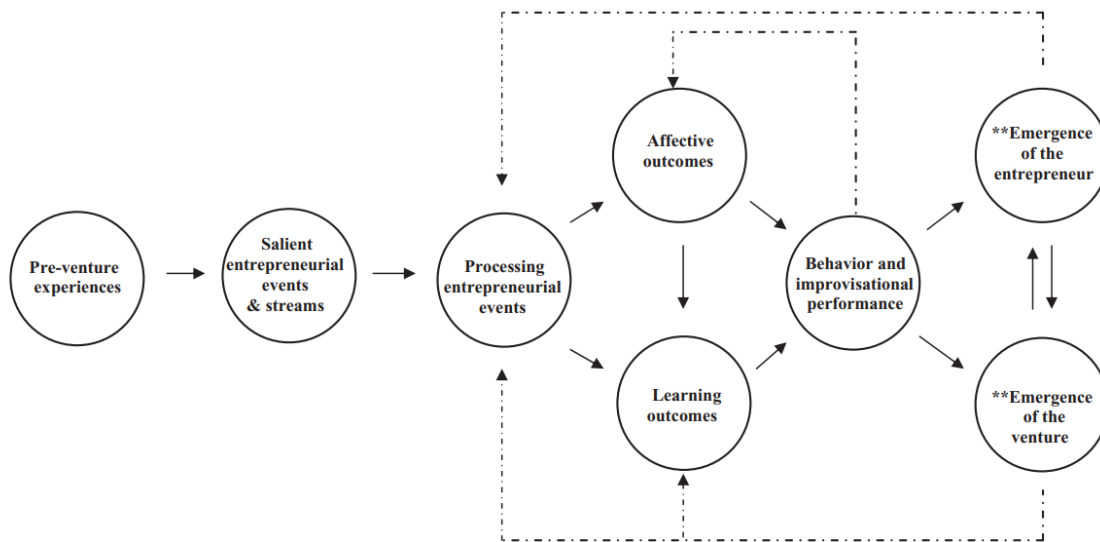 Pre-venture
experiences
Salient
entrepreneurial
events
& streams
Processing
entrepreneurial
events
Affective
outcomes
Learning
outcomes
Behavior and
improvisational
performance
**Emergence
of the
entrepreneur
**Emergence
of the
venture